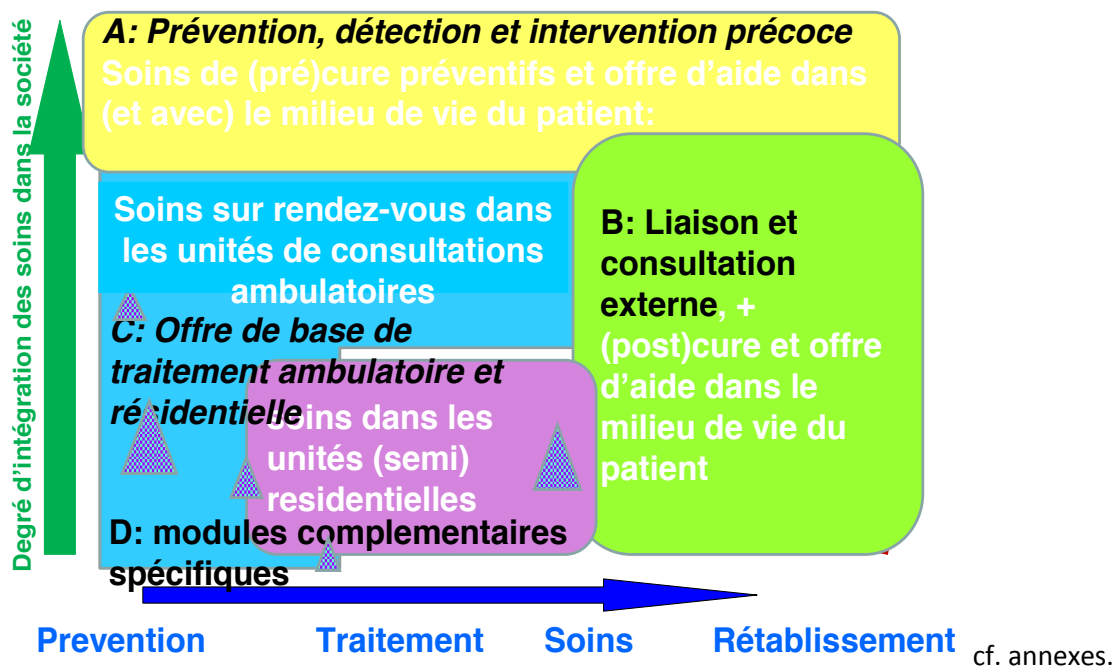 Degré d'intégration des soins dans la société
A: Prévention, détection et intervention précoce
Soins de (pré)cure préventifs et offre d'aide dans
(et avec) le milieu de vie du patient:
Soins sur rendez-vous dans
les unités de consultations
ambulatoires
B: Liaison et
consultation
externe, +
(post)cure et offre
d'aide dans le
milieu de vie du
patient
C: Offre de base de
traitement ambulatoire et
résidentielle
soins dans les
unités (semi)
residentielles
D: modules complementaires
spécifiques
Prevention Traitement Soins Rétablissement
cf. annexes.